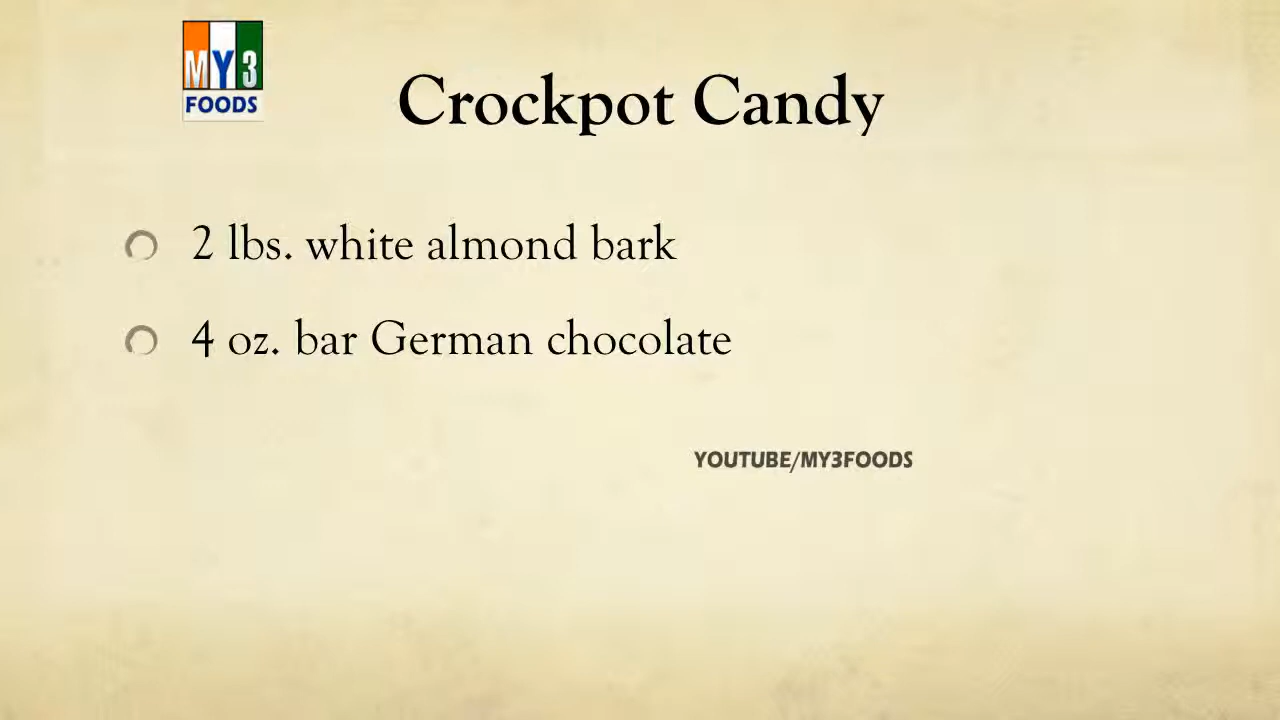 MY3
FOODS
Crockpot Candy
2 lbs. white almond bark
4 oz. bar German chocolate
YOUTUBE/MY3FOODS